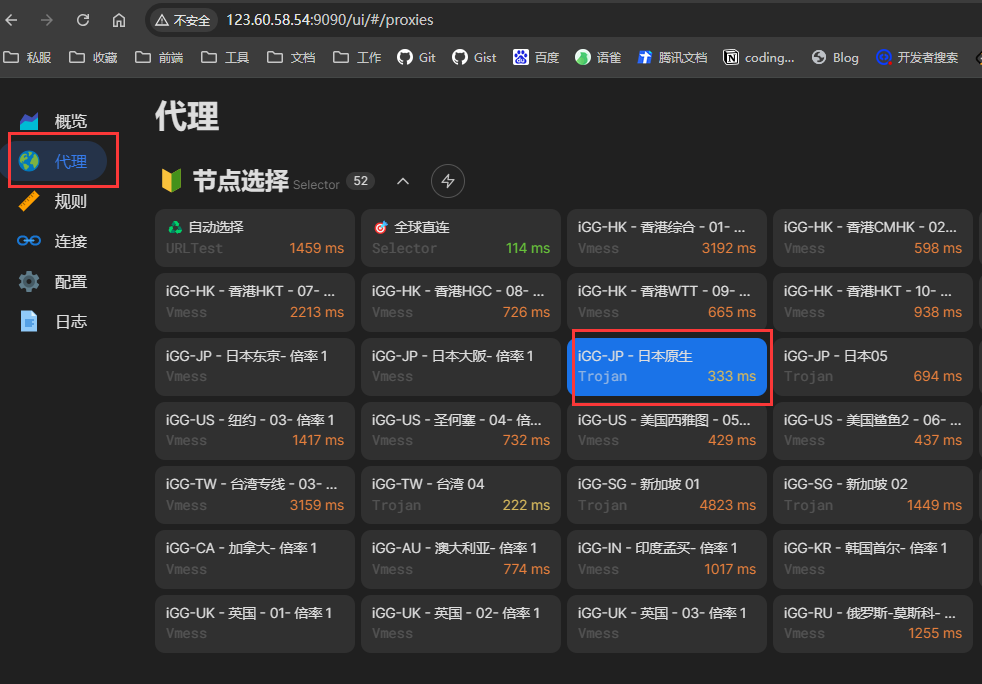 不安全 123.60.58.54:9090/ui/#/proxies
私服 收藏 前端 工具 文档 工作 Git Gist 百度 语雀 腾讯文档 coding... Blog 开发者搜索
概览
代理
规则
连接
配置
日志
代理
节点选择 Selector 52
自动选择 全球直连 iGG-HK - 香港综合 - 01- ... iGG-HK - 香港CMHK - 02...
URLTest 1459 ms Selector 114 ms Vmess 3192 ms Vmess 598 ms
iGG-HK - 香港HKT - 07- ... iGG-HK - 香港HGC - 08- ... iGG-HK - 香港WTT - 09- ... iGG-HK - 香港HKT - 10- ...
Vmess 2213 ms Vmess 726 ms Vmess 665 ms Vmess 938 ms
iGG-JP - 日本东京- 倍率 1 iGG-JP - 日本大阪- 倍率 1 iGG-JP - 日本原生 iGG-JP - 日本05
Vmess Vmess Trojan 333 ms Trojan 694 ms
iGG-US - 纽约 - 03- 倍率 1 iGG-US - 圣何塞 - 04- 倍... iGG-US - 美国西雅图 - 05... iGG-US - 美国鲨鱼2 - 06- ...
Vmess 1417 ms Vmess 732 ms Vmess 429 ms Vmess 437 ms
iGG-TW - 台湾专线 - 03- ... iGG-TW - 台湾 04 iGG-SG - 新加坡 01 iGG-SG - 新加坡 02
Vmess 3159 ms Trojan 222 ms Trojan 4823 ms Trojan 1449 ms
iGG-CA - 加拿大- 倍率 1 iGG-AU - 澳大利亚- 倍率 1 iGG-IN - 印度孟买- 倍率 1 iGG-KR - 韩国首尔- 倍率 1
Vmess Vmess 774 ms Vmess 1017 ms Vmess
iGG-UK - 英国 - 01- 倍率 1 iGG-UK - 英国 - 02- 倍率 1 iGG-UK - 英国 - 03- 倍率 1 iGG-RU - 俄罗斯-莫斯科- ...
Vmess Vmess Vmess Vmess 1255 ms